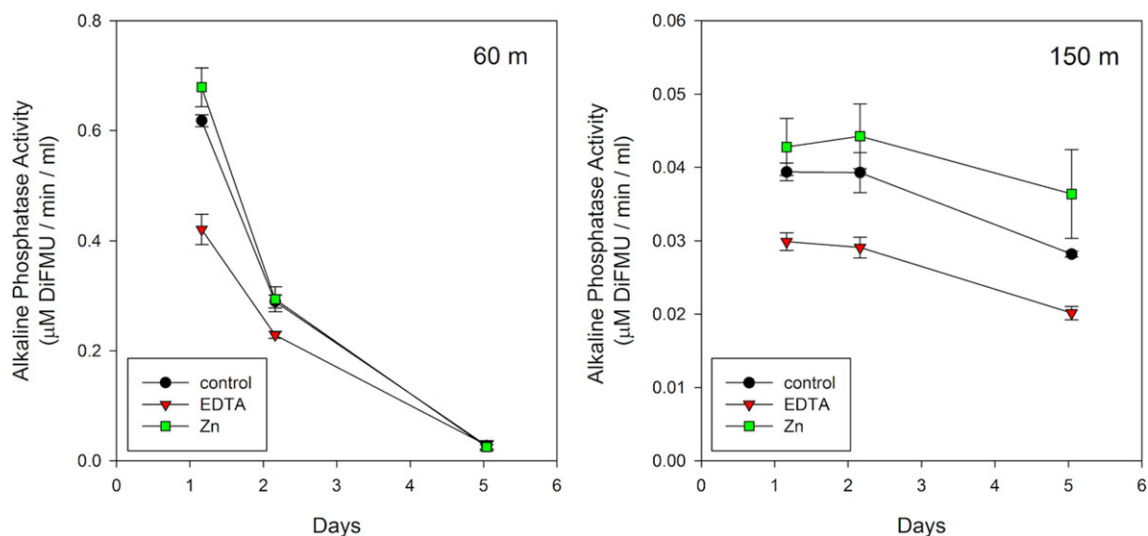 60 m
Alkaline Phosphatase Activity
(µM DiFMU / min / ml)
0.8
0.6
0.4
0.2
0.0
control
EDTA
Zn
0 1 2 3 4 5 6
Days
150 m
Alkaline Phosphatase Activity
(µM DiFMU / min / ml)
0.06
0.05
0.04
0.03
0.02
0.01
0.00
control
EDTA
Zn
0 1 2 3 4 5 6
Days